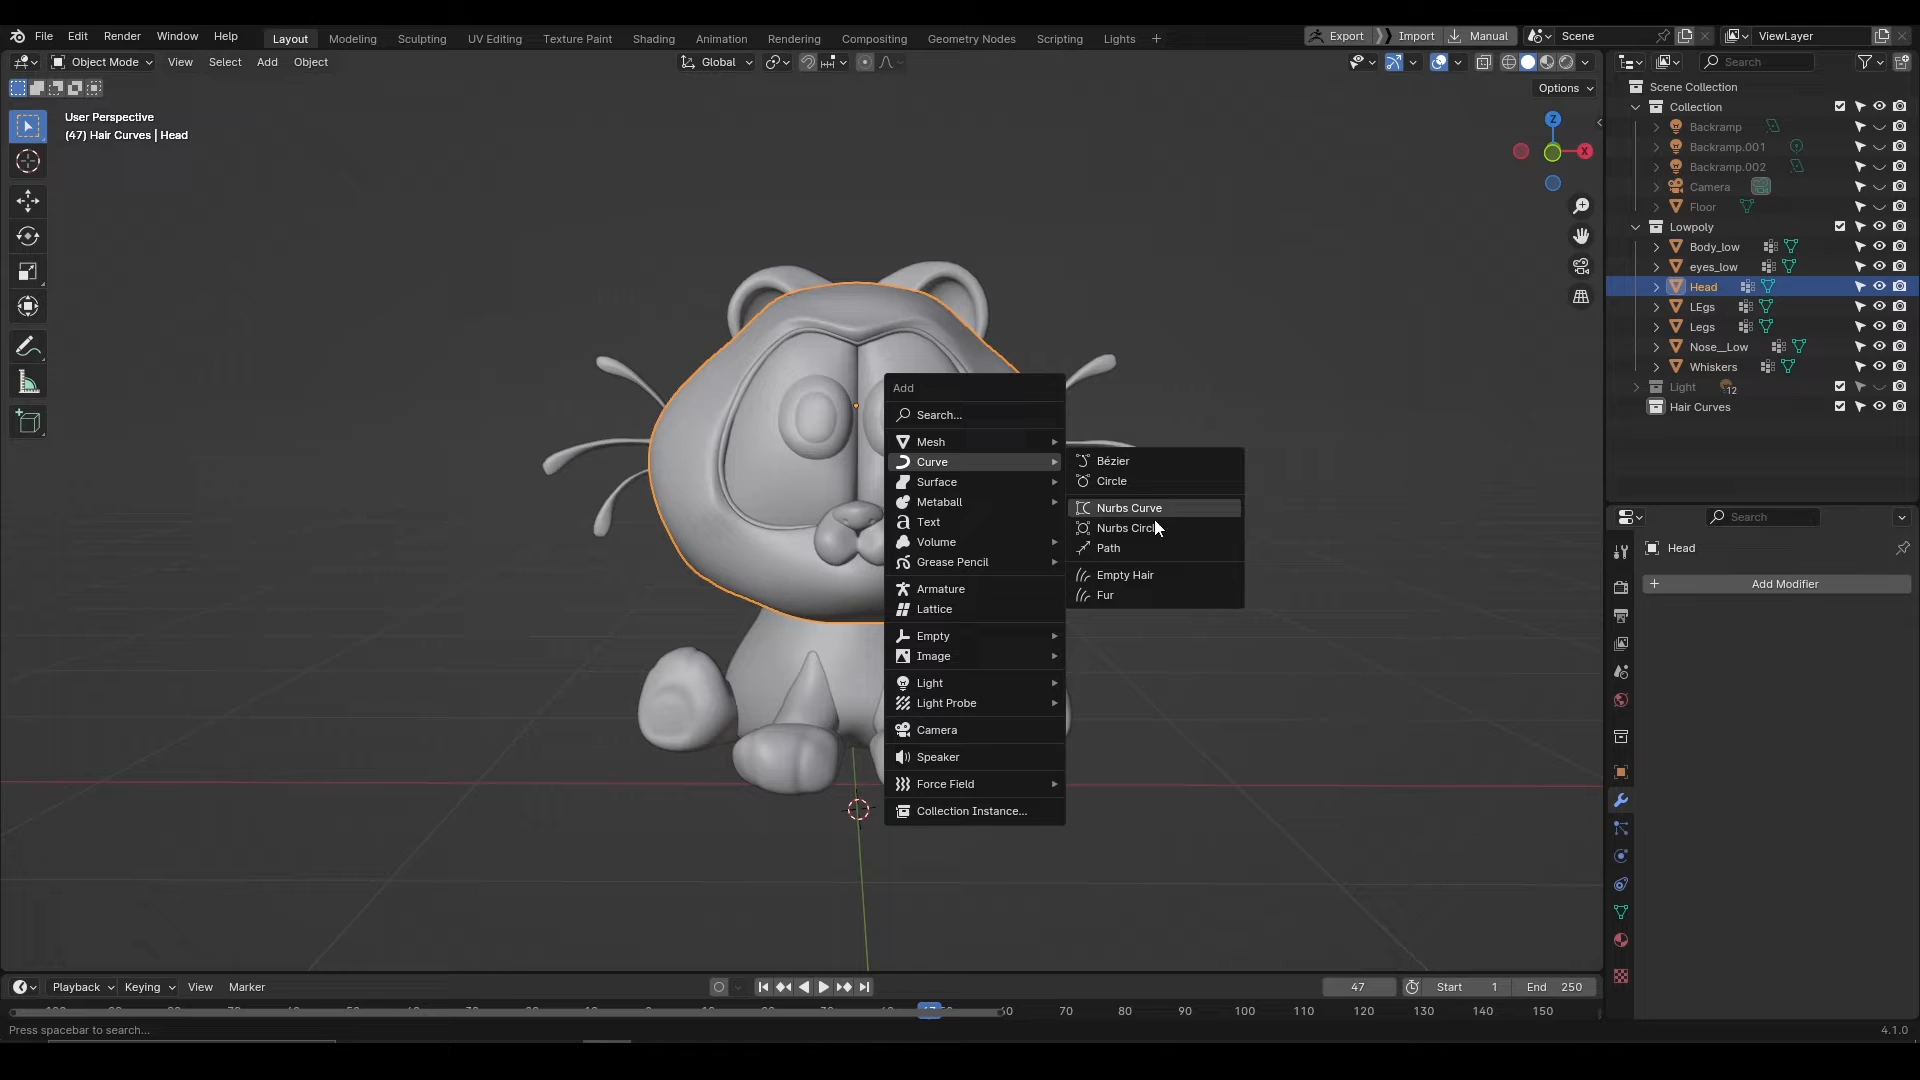 File Edit Render Window Help Layout Modeling Sculpting UV Editing Texture Paint Shading Animation Rendering Compositing Geometry Nodes Scripting Lights + Export Import Manual Scene ViewLayer
Object Mode View Select Add Object Global Search
Options
User Perspective
(47) Hair Curves | Head
Z
X
Scene Collection
Collection
Backramp
Backramp.001
Backramp.002
Camera
Floor
Lowpoly
Body_low
eyes_low
Head
LEgs
Legs
Nose__Low
Whiskers
Light 12
Hair Curves
Add
Search...
Mesh
Curve
Surface
Metaball
Text
Volume
Grease Pencil
Armature
Lattice
Empty
Image
Light
Light Probe
Camera
Speaker
Force Field
Collection Instance...
Bézier
Circle
Nurbs Curve
Nurbs Circl
Path
Empty Hair
Fur
Search
Head
+ Add Modifier
Playback Keying View Marker 47 Start 1 End 250
70 80 90 100 110 120 130 140 150
Press spacebar to search...
4.1.0